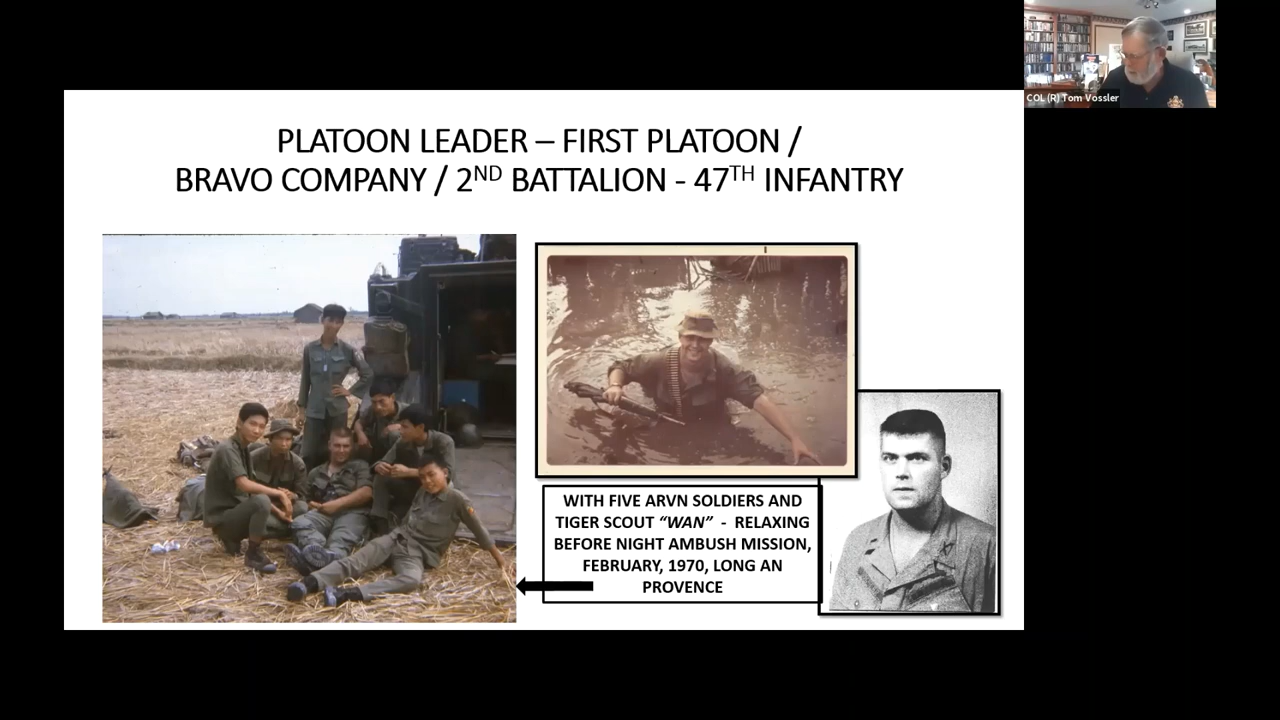 PLATOON LEADER – FIRST PLATOON /
BRAVO COMPANY / 2ND BATTALION - 47TH INFANTRY
COL (R) Tom Vossler
WITH FIVE ARVN SOLDIERS AND
TIGER SCOUT “WAN” - RELAXING
BEFORE NIGHT AMBUSH MISSION,
FEBRUARY, 1970, LONG AN
PROVENCE